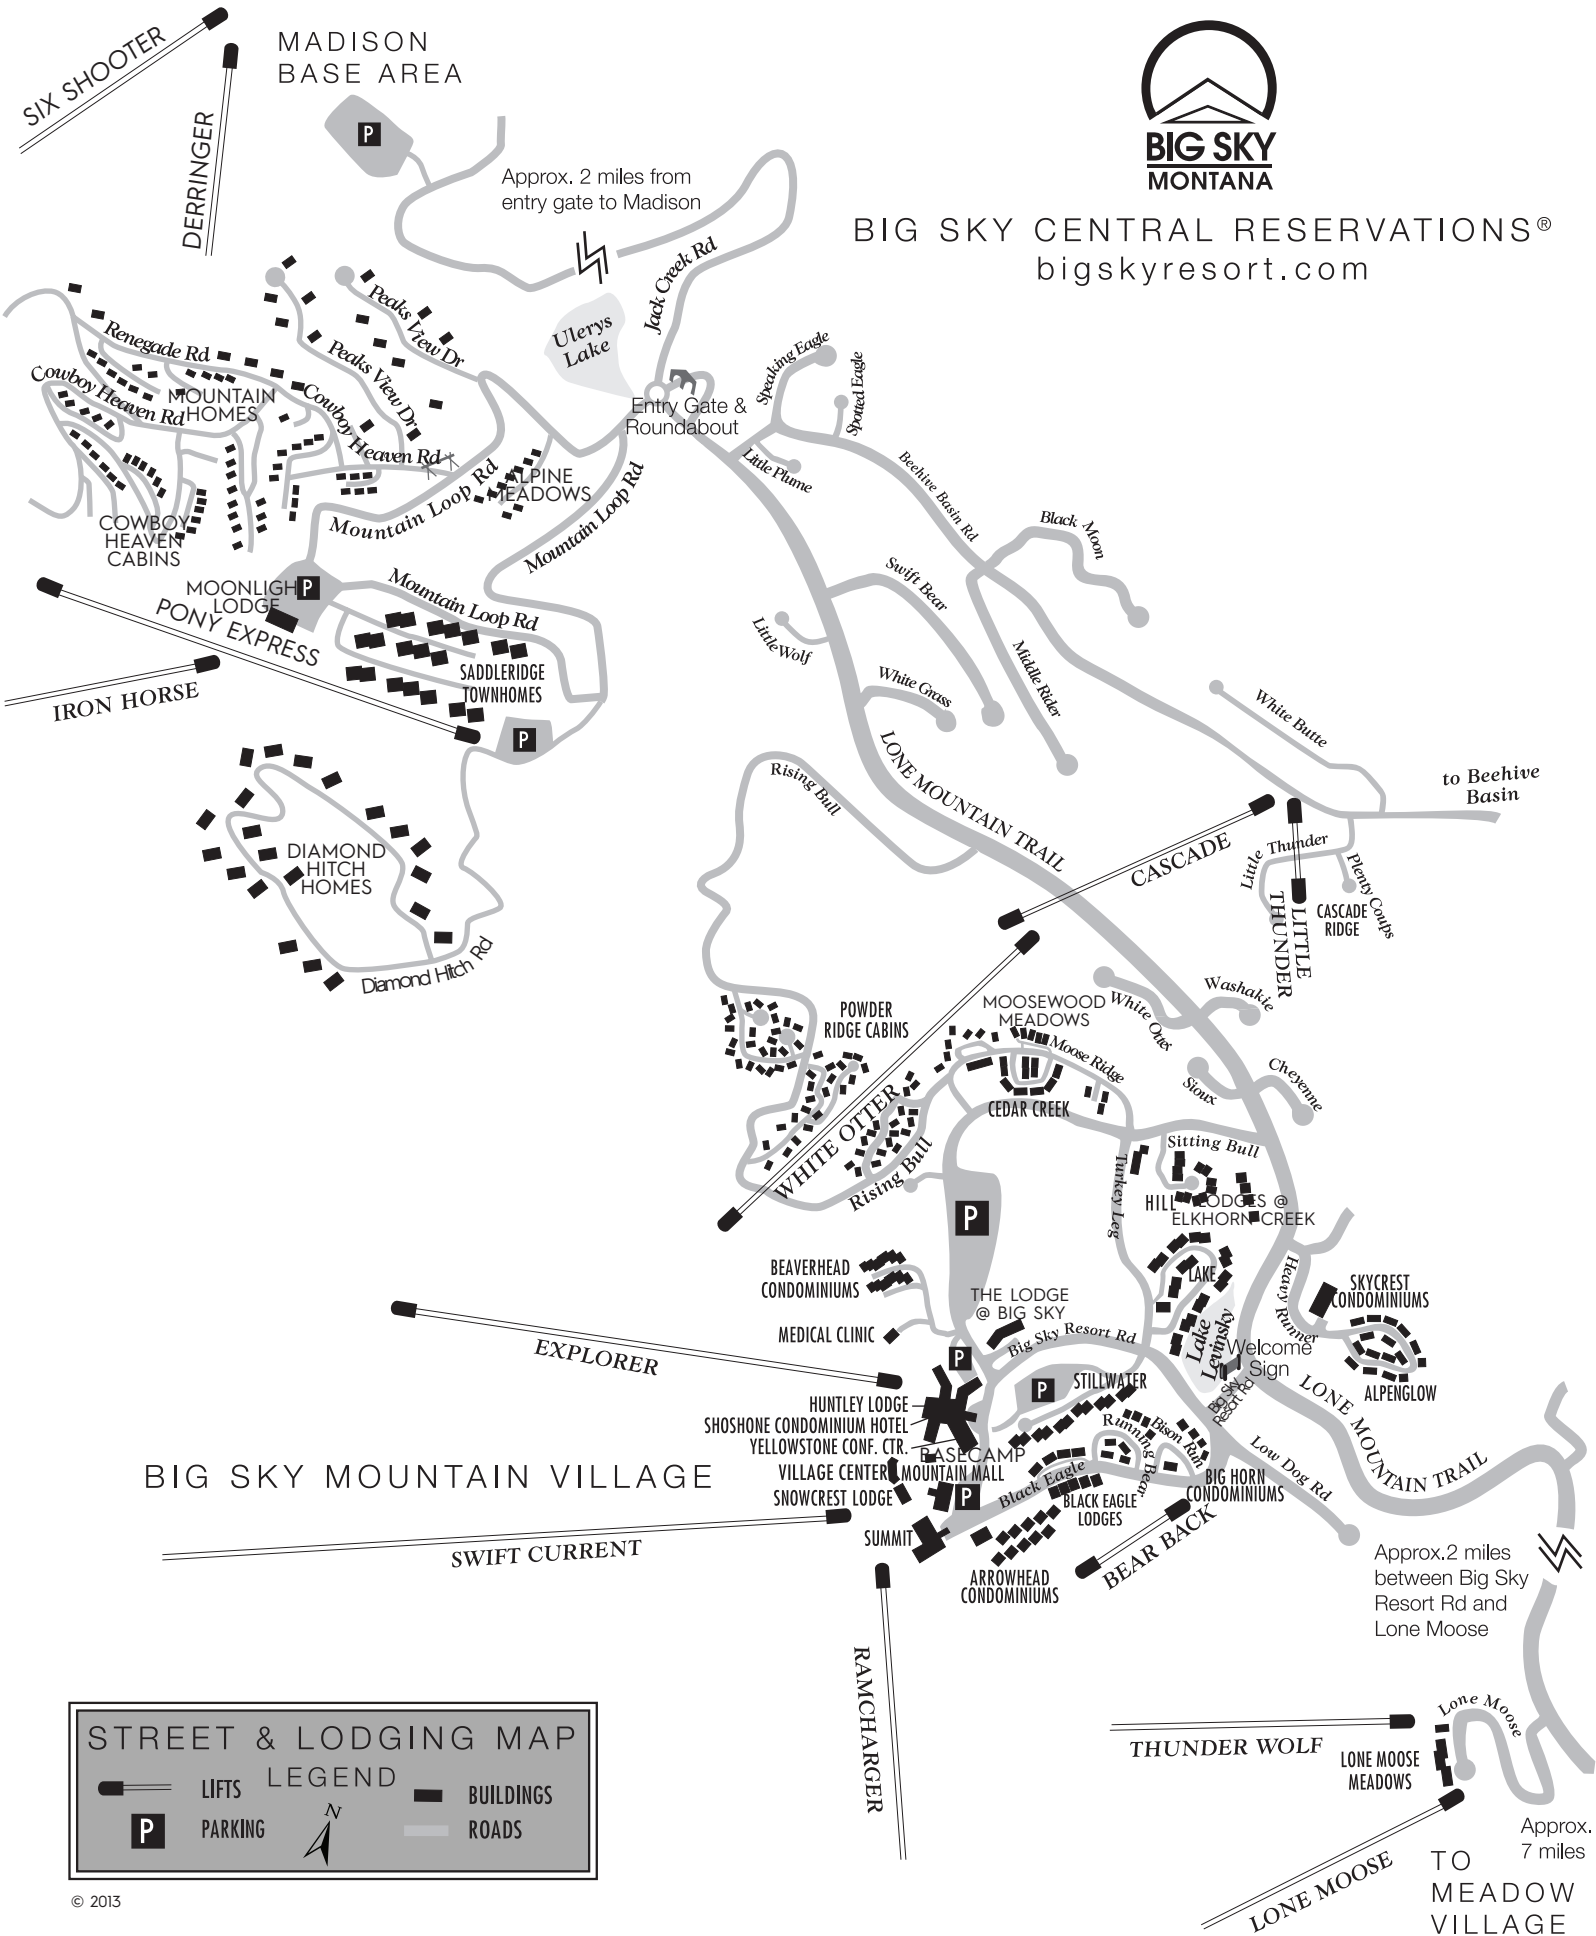 SIX SHOOTER
DERRINGER
MADISON
BASE AREA
P
Approx. 2 miles from
entry gate to Madison
BIG SKY
MONTANA
BIG SKY CENTRAL RESERVATIONS®
bigskyresort.com
Jack Creek Rd
Ulerys
Lake
Peaks View Dr
Peaks View Dr
Renegade Rd
Cowboy Heaven Rd
MOUNTAIN
HOMES
Cowboy Heaven Rd
Entry Gate &
Roundabout
Speaking Eagle
Spotted Eagle
Little Plume
Beehive Basin Rd
Mountain Loop Rd
ALPINE
MEADOWS
Mountain Loop Rd
COWBOY
HEAVEN
CABINS
Black Moon
Swift Bear
MOONLIGH
LODGE
P
Mountain Loop Rd
PONY EXPRESS
Little Wolf
Middle Rider
SADDLERIDGE
TOWNHOMES
IRON HORSE
White Grass
White Butte
P
LONE MOUNTAIN TRAIL
Rising Bull
to Beehive
Basin
CASCADE
Little Thunder
Plenty Coups
DIAMOND
HITCH
HOMES
LITTLE
THUNDER
CASCADE
RIDGE
Diamond Hitch Rd
POWDER
RIDGE CABINS
MOOSEWOOD
MEADOWS
White Otter
Washakie
Moose Ridge
Sioux
Cheyenne
CEDAR CREEK
WHITE OTTER
Rising Bull
Sitting Bull
Turkey Leg
HILL
LODGES @
ELKHORN CREEK
P
BEAVERHEAD
CONDOMINIUMS
LAKE
Heavy Runner
SKYCREST
CONDOMINIUMS
THE LODGE
@ BIG SKY
MEDICAL CLINIC
Big Sky Resort Rd
Lake
Levinsky
Welcome
Sign
EXPLORER
P
P
STILLWATER
Big Sky
Resort Rd
ALPENGLOW
HUNTLEY LODGE
SHOSHONE CONDOMINIUM HOTEL
YELLOWSTONE CONF. CTR.
BASECAMP
Running Bear
Bison Run
Low Dog Rd
LONE MOUNTAIN TRAIL
BIG SKY MOUNTAIN VILLAGE
VILLAGE CENTER
MOUNTAIN MALL
SNOWCREST LODGE
P
Black Eagle
BLACK EAGLE
LODGES
BIG HORN
CONDOMINIUMS
SWIFT CURRENT
SUMMIT
BEAR BACK
ARROWHEAD
CONDOMINIUMS
Approx.2 miles
between Big Sky
Resort Rd and
Lone Moose
RAMCHARGER
Lone Moose
THUNDER WOLF
LONE MOOSE
MEADOWS
LONE MOOSE
Approx.
7 miles
TO
MEADOW
VILLAGE
STREET & LODGING MAP
LEGEND
LIFTS
BUILDINGS
P
PARKING
N
ROADS
© 2013